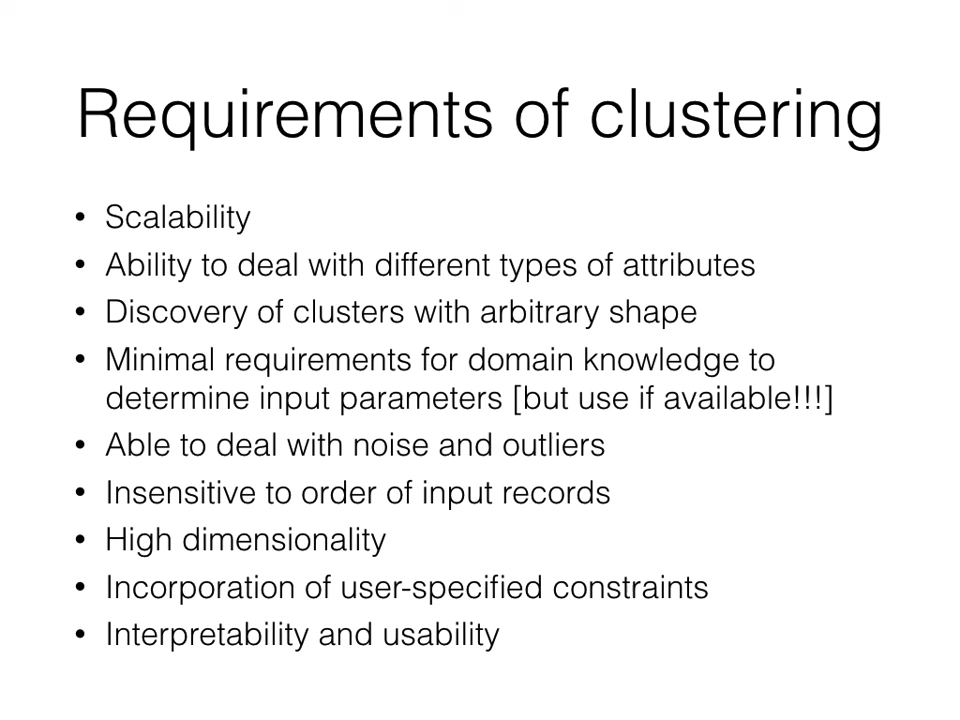 Requirements of clustering
• Scalability
• Ability to deal with different types of attributes
• Discovery of clusters with arbitrary shape
• Minimal requirements for domain knowledge to
determine input parameters [but use if available!!!]
• Able to deal with noise and outliers
• Insensitive to order of input records
• High dimensionality
• Incorporation of user-specified constraints
• Interpretability and usability